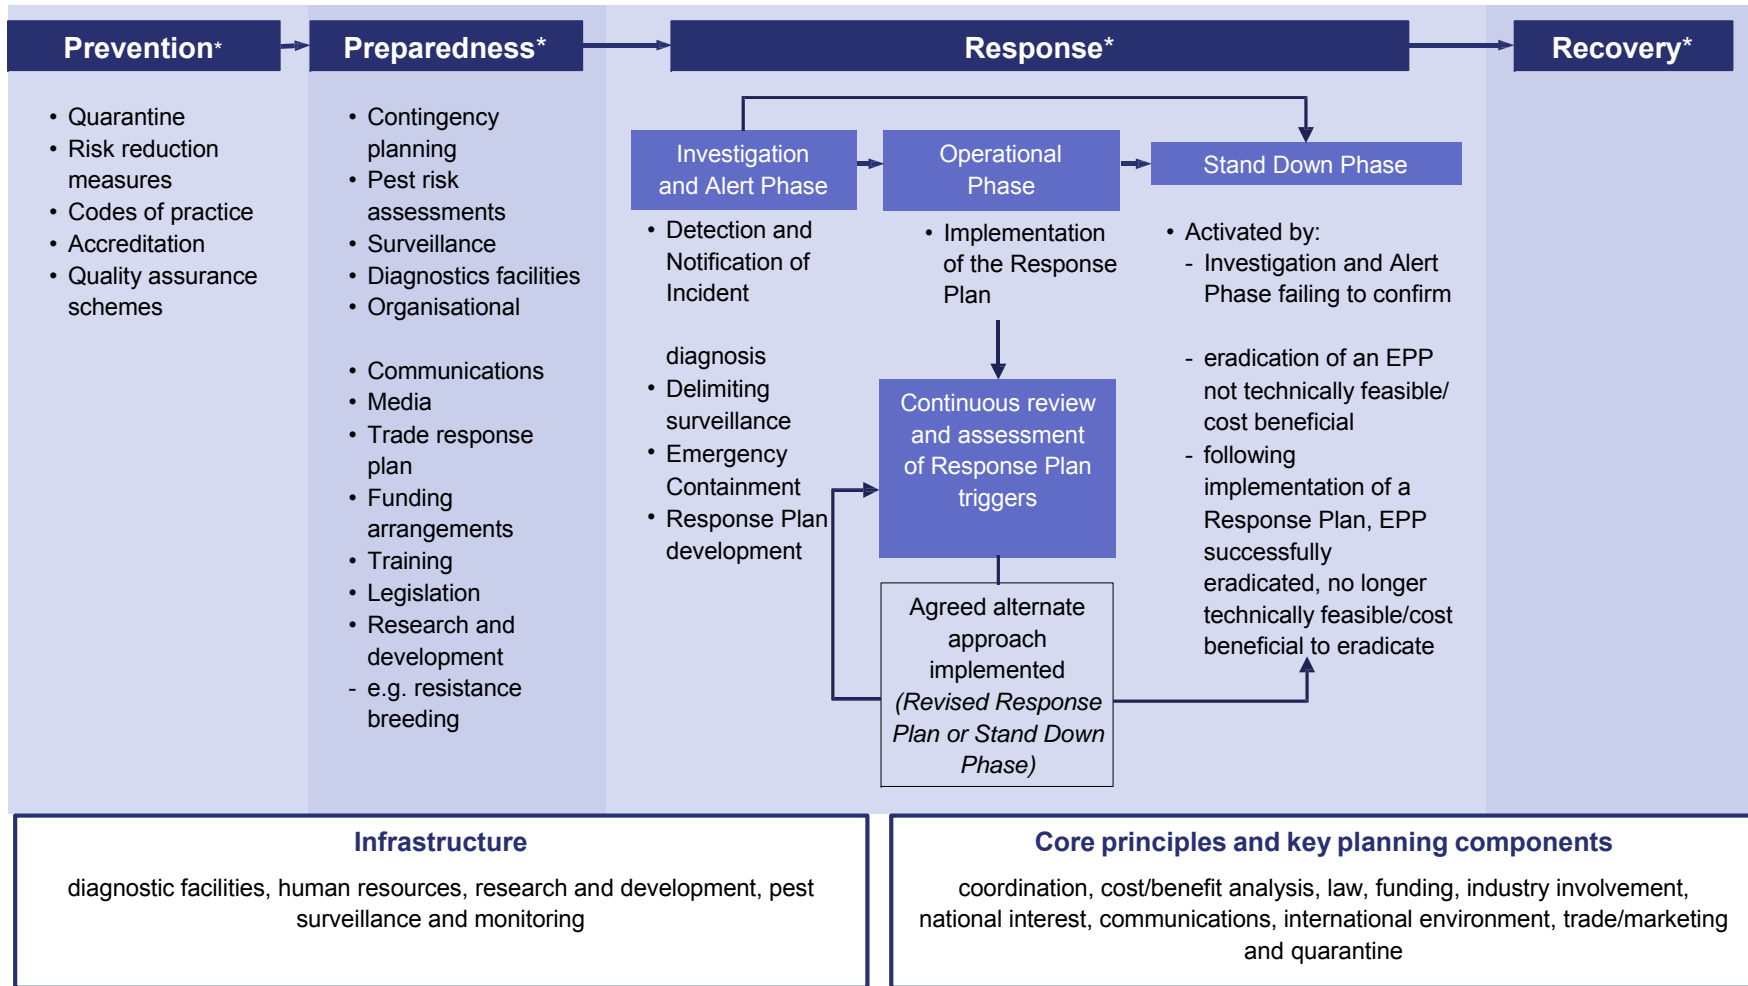 Prevention*
Preparedness*
Response*
Recovery*
• Quarantine
• Risk reduction
measures
• Codes of practice
• Accreditation
• Quality assurance
schemes
• Contingency
planning
• Pest risk
assessments
• Surveillance
• Diagnostics facilities
• Organisational
• Communications
• Media
• Trade response
plan
• Funding
arrangements
• Training
• Legislation
• Research and
development
- e.g. resistance
breeding
Investigation
and Alert Phase
• Detection and
Notification of
Incident
diagnosis
• Delimiting
surveillance
• Emergency
Containment
• Response Plan
development
Operational
Phase
• Implementation
of the Response
Plan
Continuous review
and assessment
of Response Plan
triggers
Agreed alternate
approach
implemented
(Revised Response
Plan or Stand Down
Phase)
Stand Down Phase
• Activated by:
- Investigation and Alert
Phase failing to confirm
- eradication of an EPP
not technically feasible/
cost beneficial
- following
implementation of a
Response Plan, EPP
successfully
eradicated, no longer
technically feasible/cost
beneficial to eradicate
Infrastructure
diagnostic facilities, human resources, research and development, pest
surveillance and monitoring
Core principles and key planning components
coordination, cost/benefit analysis, law, funding, industry involvement,
national interest, communications, international environment, trade/marketing
and quarantine